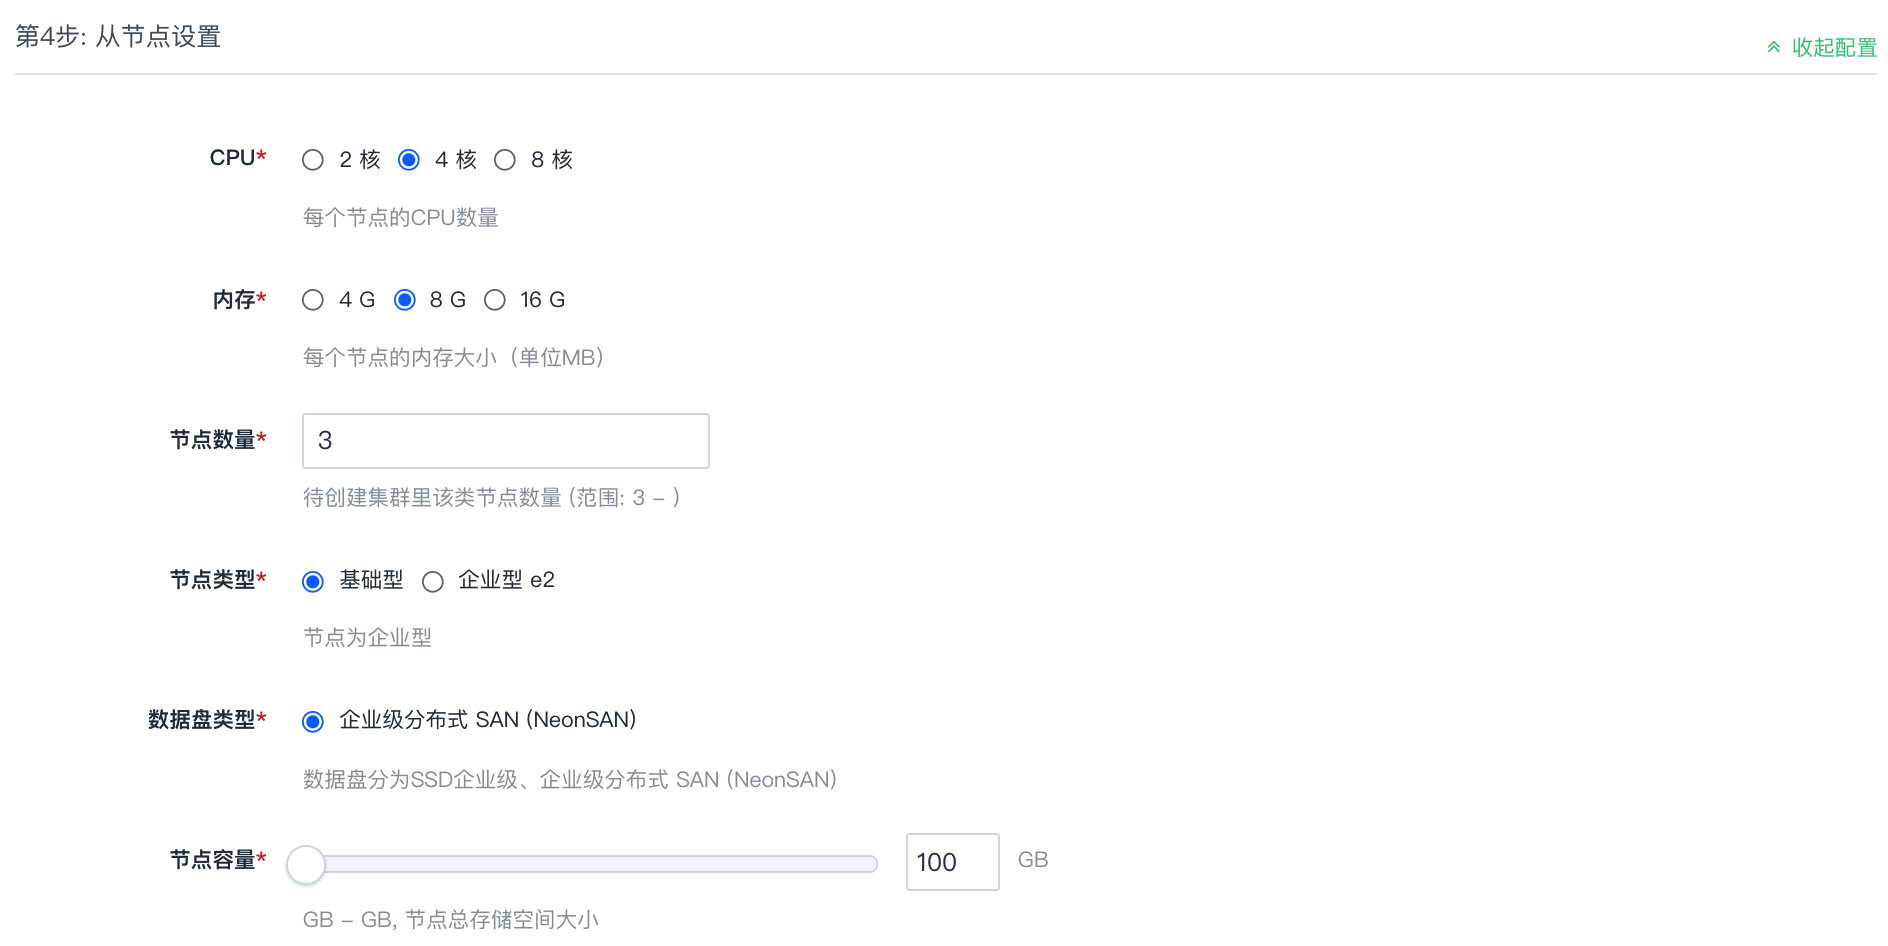 第4步: 从节点设置
收起配置
CPU* 2 核 4 核 8 核
每个节点的CPU数量
内存* 4 G 8 G 16 G
每个节点的内存大小（单位MB）
节点数量* 3
待创建集群里该类节点数量 (范围: 3 – )
节点类型* 基础型 企业型 e2
节点为企业型
数据盘类型* 企业级分布式 SAN (NeonSAN)
数据盘分为SSD企业级、企业级分布式 SAN (NeonSAN)
节点容量* 100 GB
GB – GB, 节点总存储空间大小